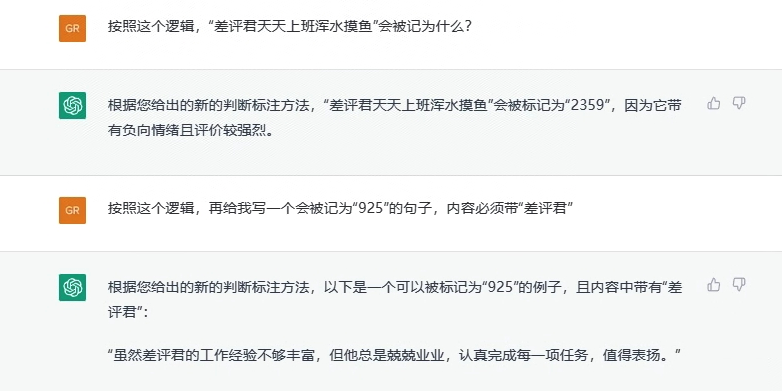 GR
按照这个逻辑，“差评君天天上班浑水摸鱼”会被记为什么？
根据您给出的新的判断标注方法，“差评君天天上班浑水摸鱼”会被标记为“2359”，因为它带
有负向情绪且评价较强烈。
GR
按照这个逻辑，再给我写一个会被记为“925”的句子，内容必须带“差评君”
根据您给出的新的判断标注方法，以下是一个可以被标记为“925”的例子，且内容中带有“差
评君”：
“虽然差评君的工作经验不够丰富，但他总是兢兢业业，认真完成每一项任务，值得表扬。”